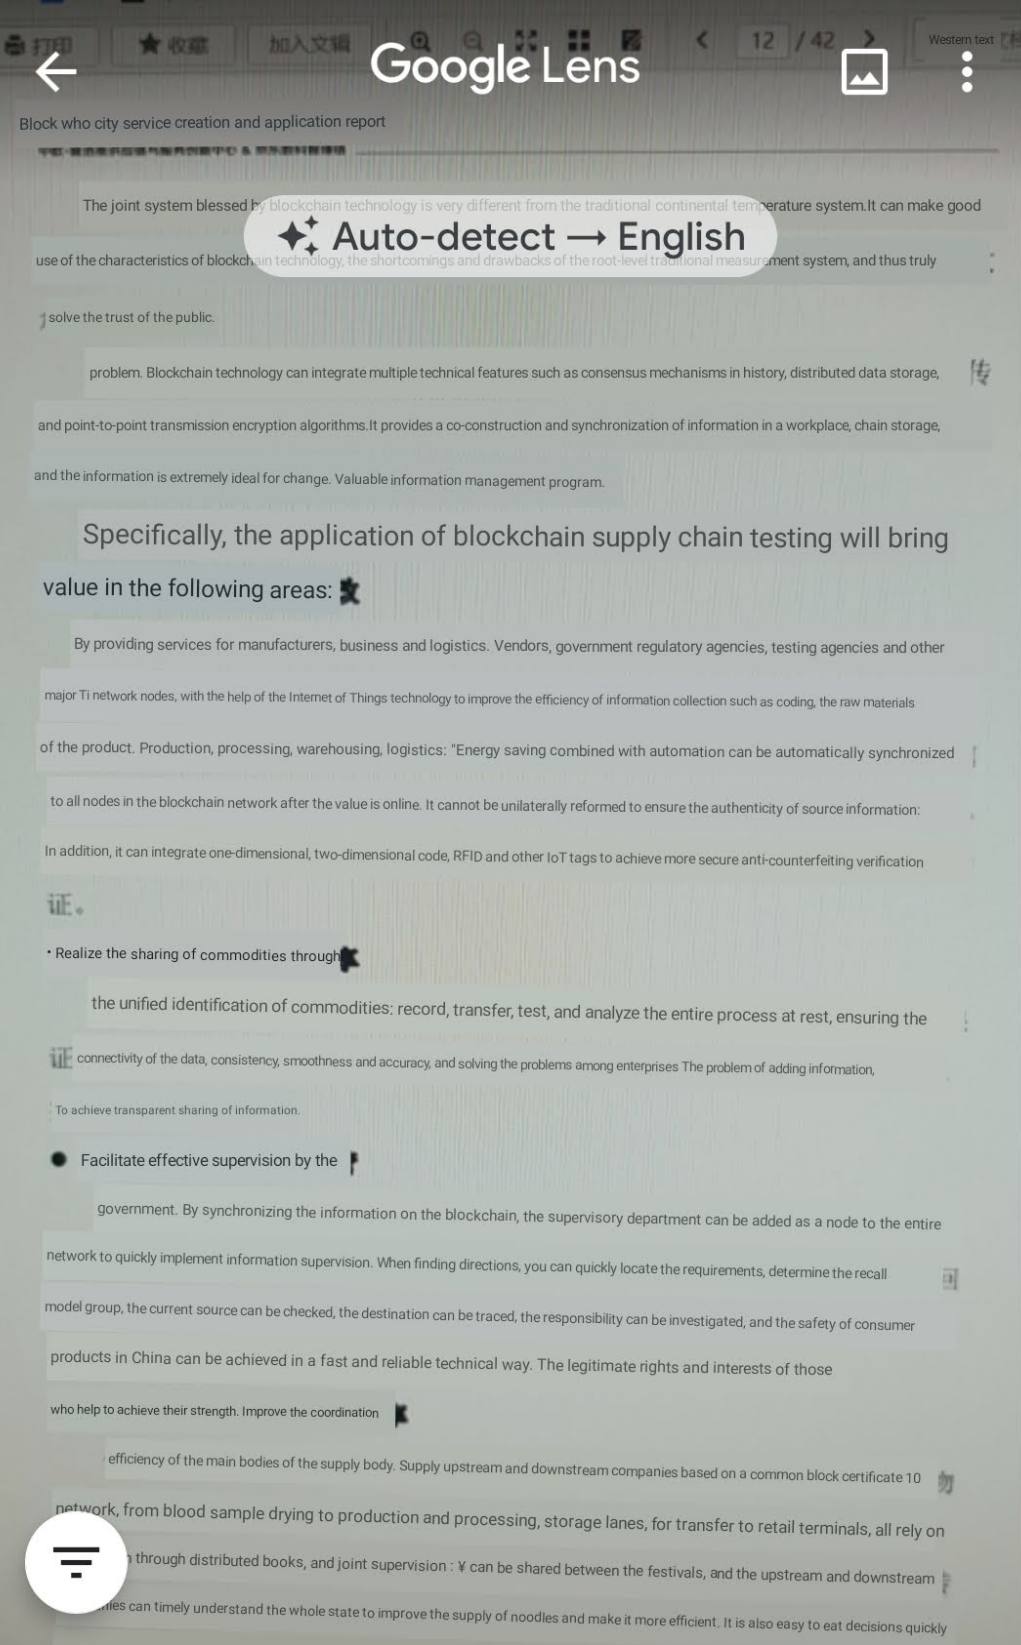 打印
收藏
加入文辑
12 / 42
Western text
Google Lens
Block who city service creation and application report
Auto-detect → English
The joint system blessed by blockchain technology is very different from the traditional continental temperature system.It can make good
use of the characteristics of blockchain technology, the shortcomings and drawbacks of the root-level traditional measurement system, and thus truly
solve the trust of the public.
problem. Blockchain technology can integrate multiple technical features such as consensus mechanisms in history, distributed data storage, 传
and point-to-point transmission encryption algorithms.It provides a co-construction and synchronization of information in a workplace, chain storage,
and the information is extremely ideal for change. Valuable information management program.
Specifically, the application of blockchain supply chain testing will bring
value in the following areas:
By providing services for manufacturers, business and logistics. Vendors, government regulatory agencies, testing agencies and other
major Ti network nodes, with the help of the Internet of Things technology to improve the efficiency of information collection such as coding, the raw materials
of the product. Production, processing, warehousing, logistics: "Energy saving combined with automation can be automatically synchronized
to all nodes in the blockchain network after the value is online. It cannot be unilaterally reformed to ensure the authenticity of source information:
In addition, it can integrate one-dimensional, two-dimensional code, RFID and other IoT tags to achieve more secure anti-counterfeiting verification
证。
• Realize the sharing of commodities through
the unified identification of commodities: record, transfer, test, and analyze the entire process at rest, ensuring the
证 connectivity of the data, consistency, smoothness and accuracy, and solving the problems among enterprises The problem of adding information,
To achieve transparent sharing of information.
● Facilitate effective supervision by the
government. By synchronizing the information on the blockchain, the supervisory department can be added as a node to the entire
network to quickly implement information supervision. When finding directions, you can quickly locate the requirements, determine the recall 可
model group, the current source can be checked, the destination can be traced, the responsibility can be investigated, and the safety of consumer
products in China can be achieved in a fast and reliable technical way. The legitimate rights and interests of those
who help to achieve their strength. Improve the coordination
efficiency of the main bodies of the supply body. Supply upstream and downstream companies based on a common block certificate 10 物
network, from blood sample drying to production and processing, storage lanes, for transfer to retail terminals, all rely on
through distributed books, and joint supervision : ¥ can be shared between the festivals, and the upstream and downstream
can timely understand the whole state to improve the supply of noodles and make it more efficient. It is also easy to eat decisions quickly